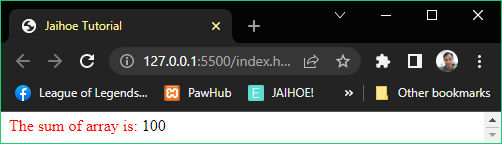 Jaihoe Tutorial
127.0.0.1:5500/index.h...
League of Legends... PawHub JAIHOE! Other bookmarks
The sum of array is: 100